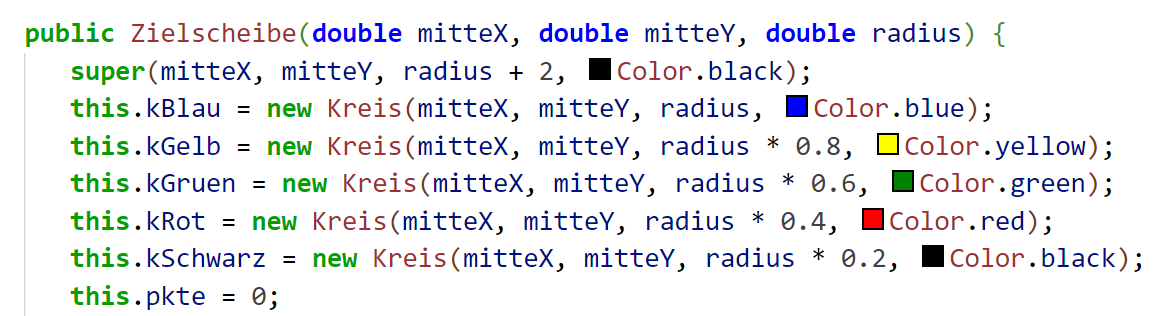 public Zielscheibe(double mitteX, double mitteY, double radius) {
super(mitteX, mitteY, radius + 2, Color.black);
this.kBlau = new Kreis(mitteX, mitteY, radius, Color.blue);
this.kGelb = new Kreis(mitteX, mitteY, radius * 0.8, Color.yellow);
this.kGruen = new Kreis(mitteX, mitteY, radius * 0.6, Color.green);
this.kRot = new Kreis(mitteX, mitteY, radius * 0.4, Color.red);
this.kSchwarz = new Kreis(mitteX, mitteY, radius * 0.2, Color.black);
this.pkte = 0;